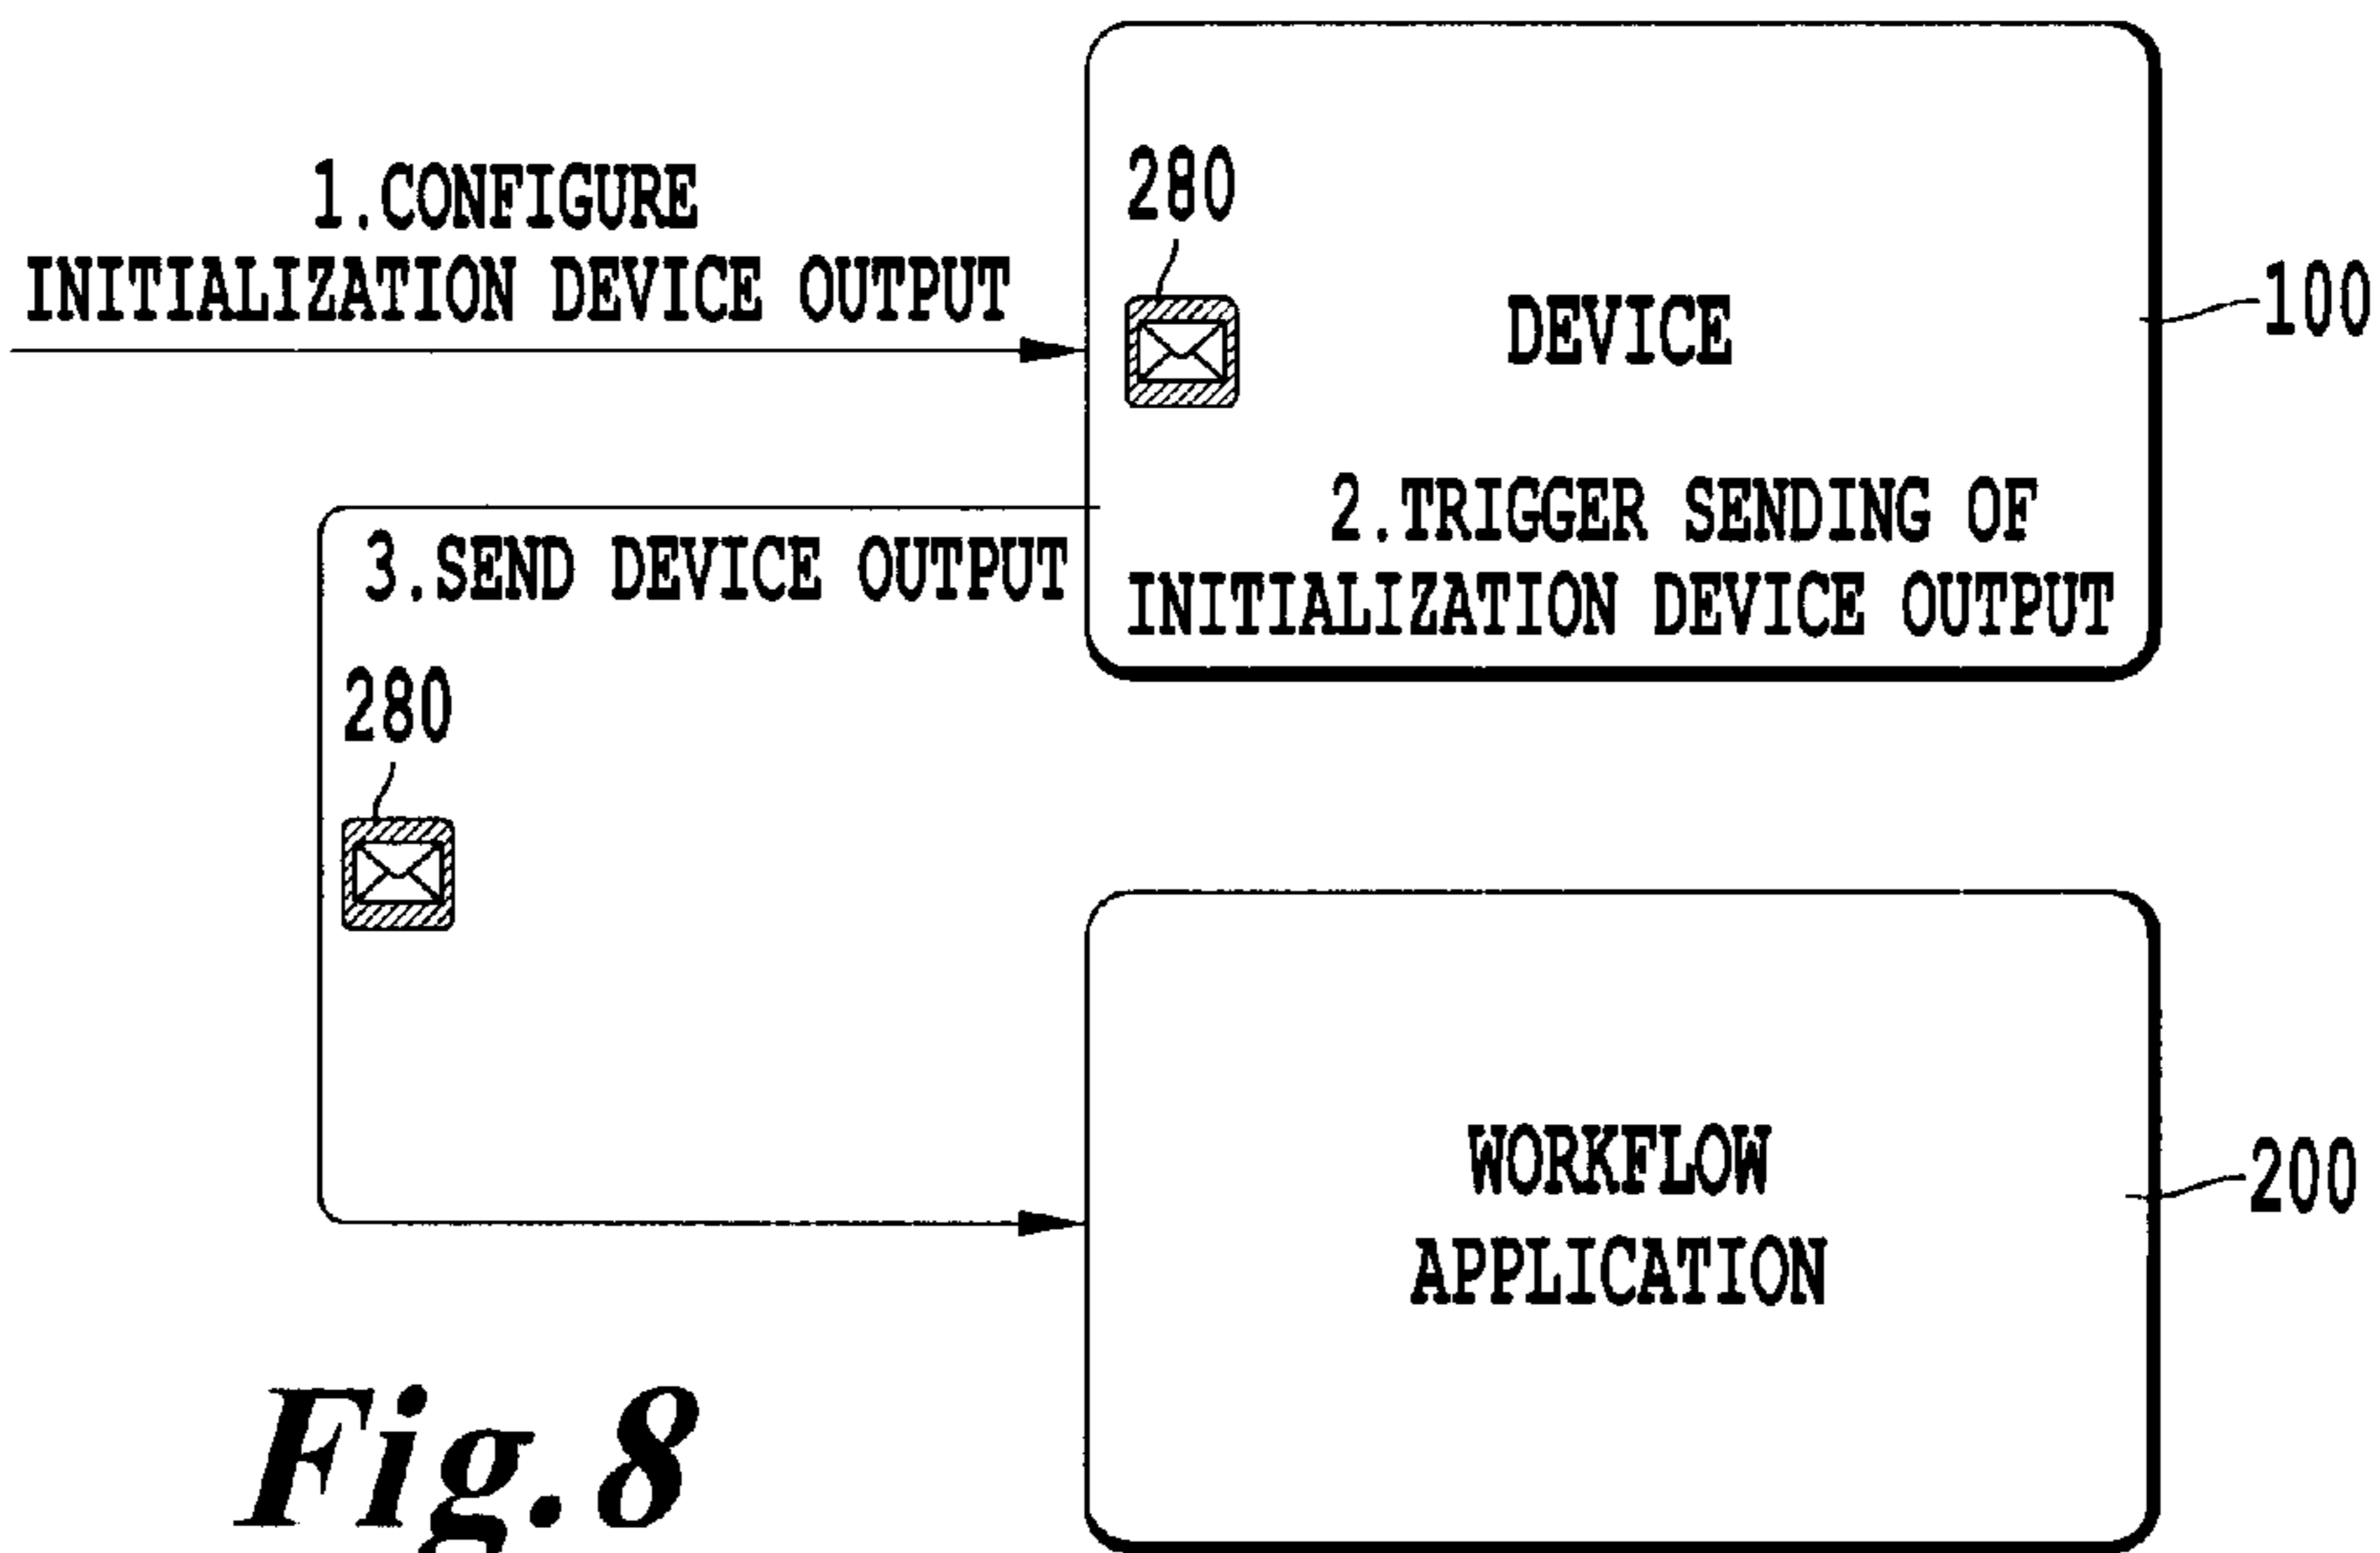 1.CONFIGURE
INITIALIZATION DEVICE OUTPUT
280
DEVICE
100
2.TRIGGER SENDING OF
INITIALIZATION DEVICE OUTPUT
3.SEND DEVICE OUTPUT
280
WORKFLOW
APPLICATION
200
Fig.8